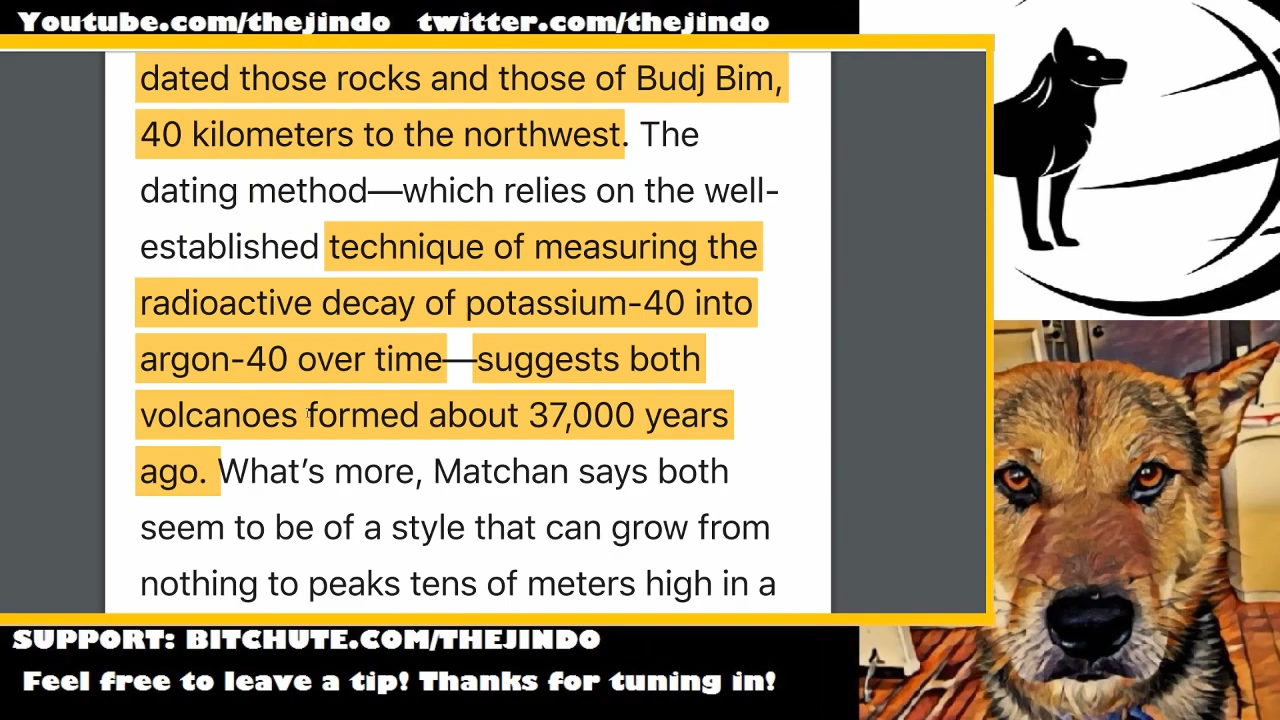 Youtube.com/thejindo twitter.com/thejindo
dated those rocks and those of Budj Bim,
40 kilometers to the northwest. The
dating method—which relies on the well-
established technique of measuring the
radioactive decay of potassium-40 into
argon-40 over time—suggests both
volcanoes formed about 37,000 years
ago. What’s more, Matchan says both
seem to be of a style that can grow from
nothing to peaks tens of meters high in a
SUPPORT: BITCHUTE.COM/THEJINDO
Feel free to leave a tip! Thanks for tuning in!